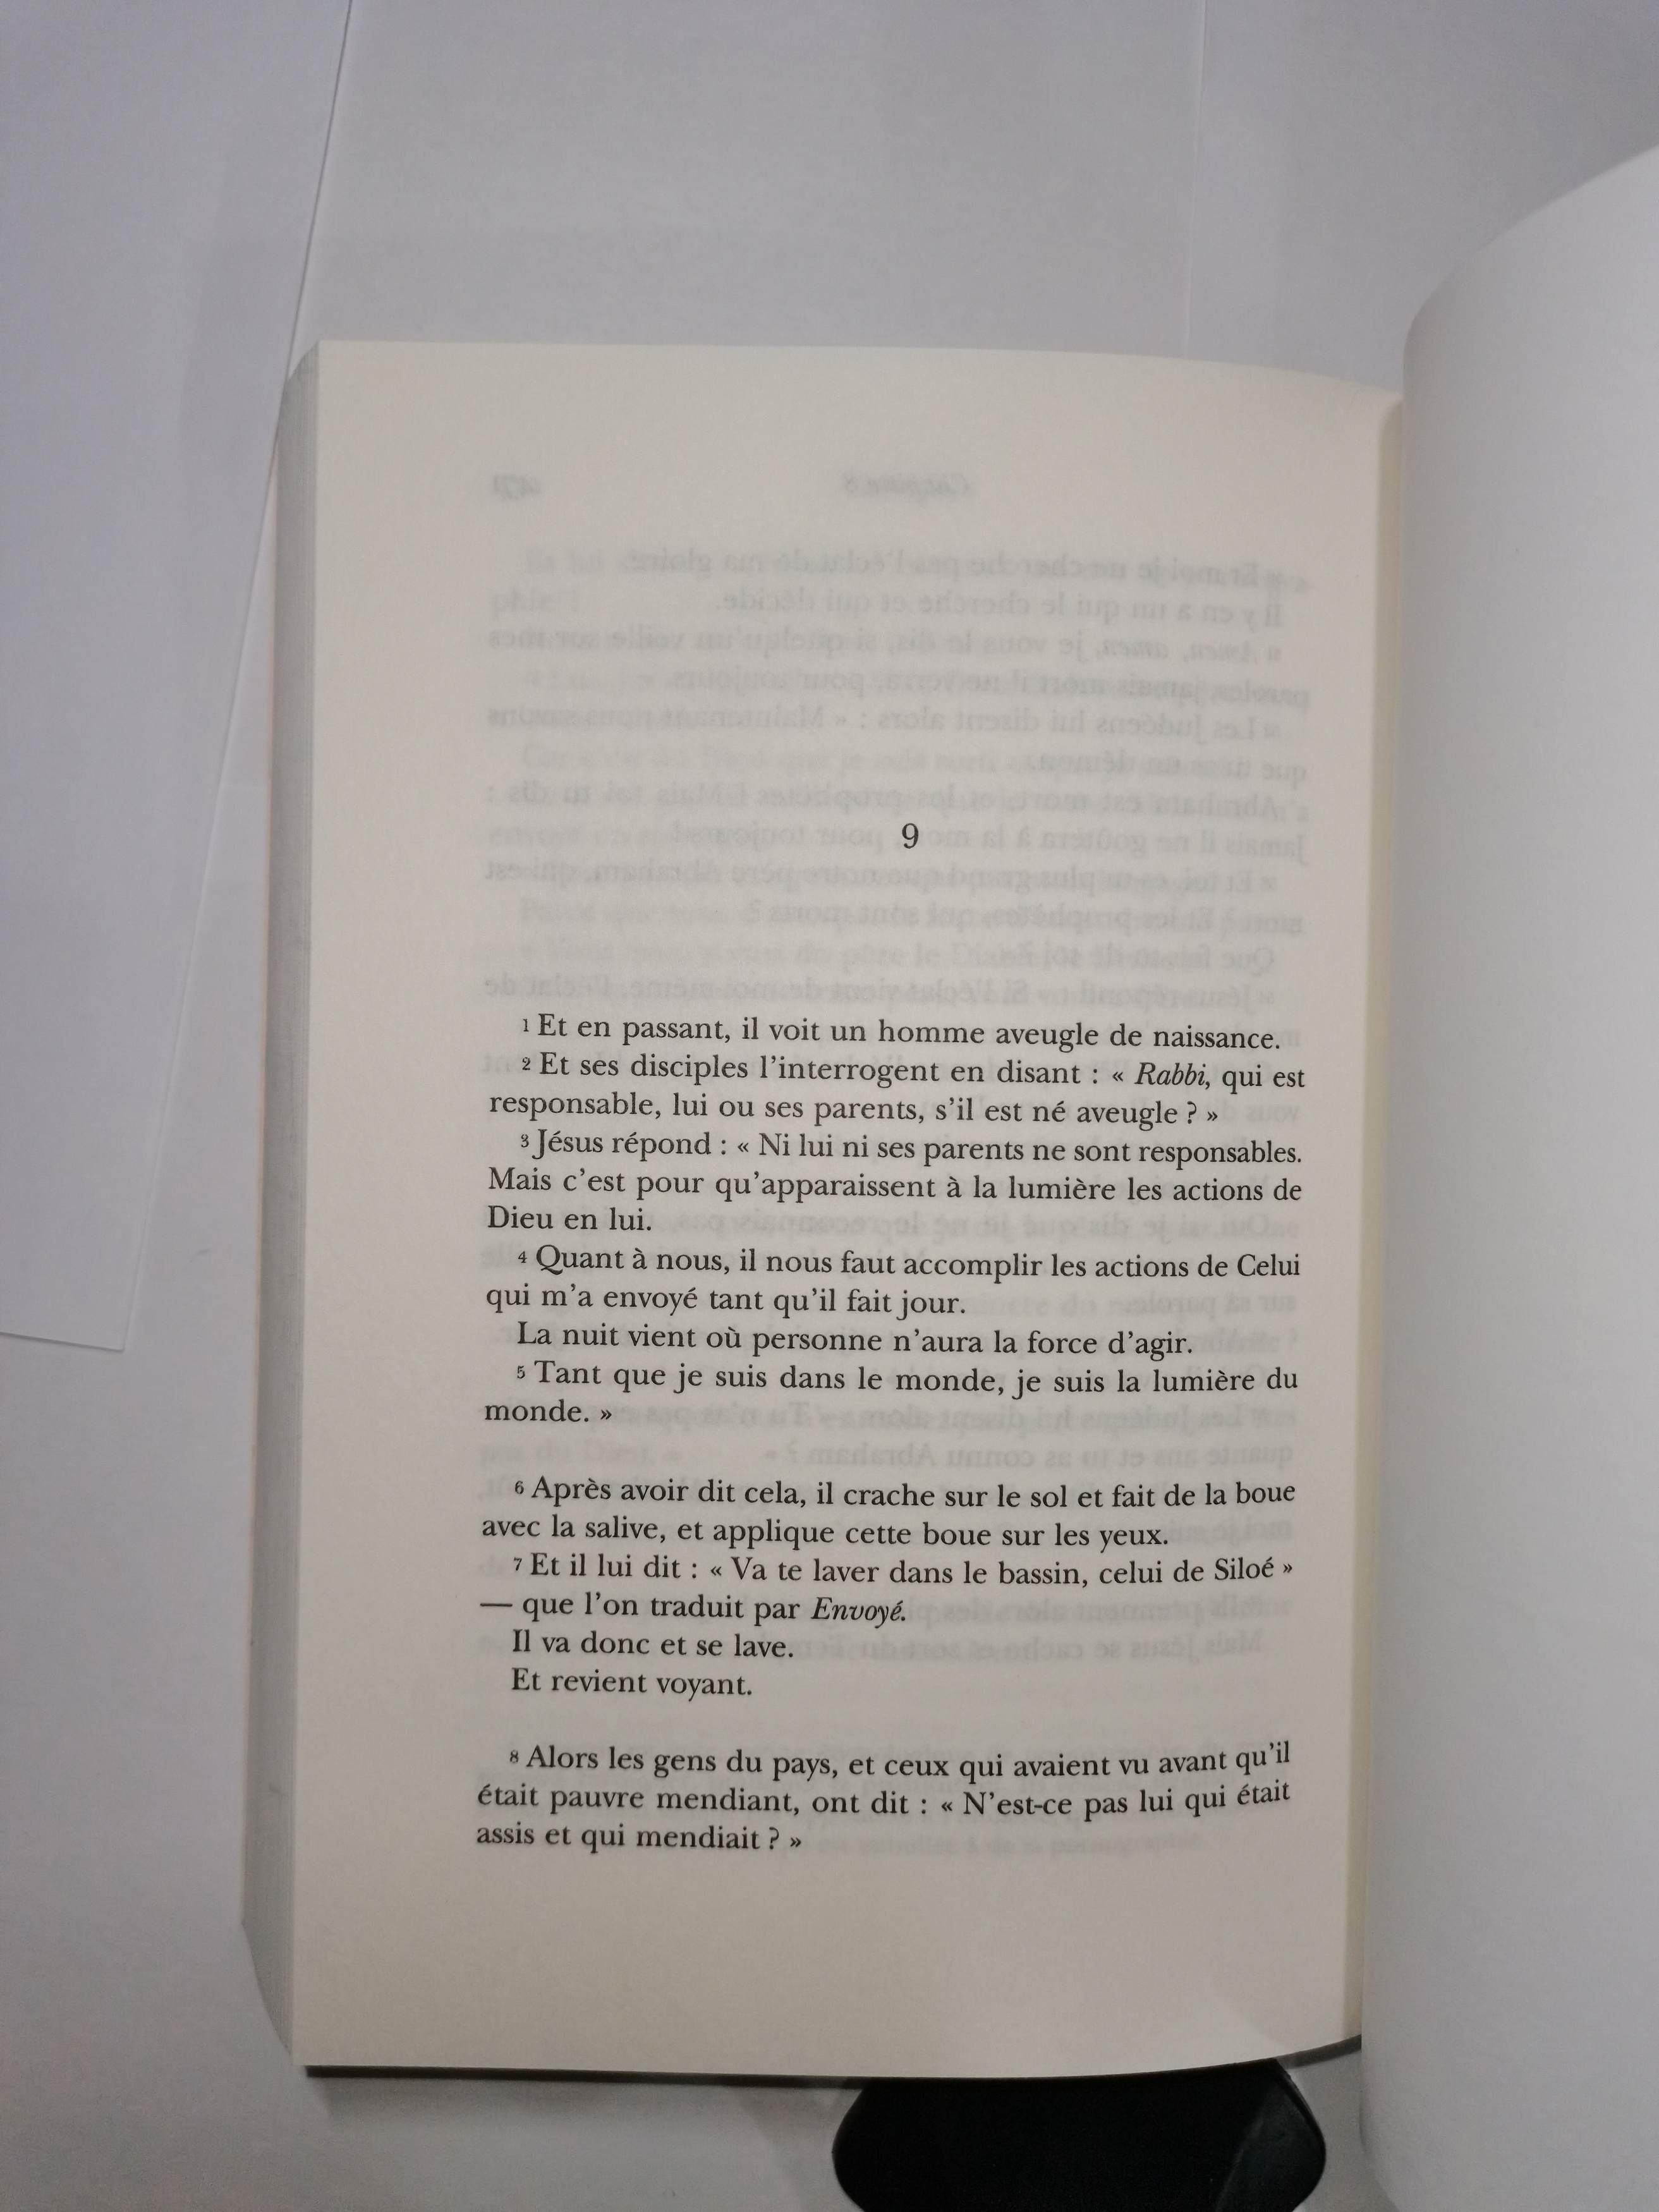 9
1 Et en passant, il voit un homme aveugle de naissance.
2 Et ses disciples l'interrogent en disant : « Rabbi, qui est
responsable, lui ou ses parents, s'il est né aveugle ? »
3 Jésus répond : « Ni lui ni ses parents ne sont responsables.
Mais c'est pour qu'apparaissent à la lumière les actions de
Dieu en lui.
4 Quant à nous, il nous faut accomplir les actions de Celui
qui m'a envoyé tant qu'il fait jour.
La nuit vient où personne n'aura la force d'agir.
5 Tant que je suis dans le monde, je suis la lumière du
monde. »
6 Après avoir dit cela, il crache sur le sol et fait de la boue
avec la salive, et applique cette boue sur les yeux.
7 Et il lui dit : « Va te laver dans le bassin, celui de Siloé »
— que l'on traduit par Envoyé.
Il va donc et se lave.
Et revient voyant.
8 Alors les gens du pays, et ceux qui avaient vu avant qu'il
était pauvre mendiant, ont dit : « N'est-ce pas lui qui était
assis et qui mendiait ? »